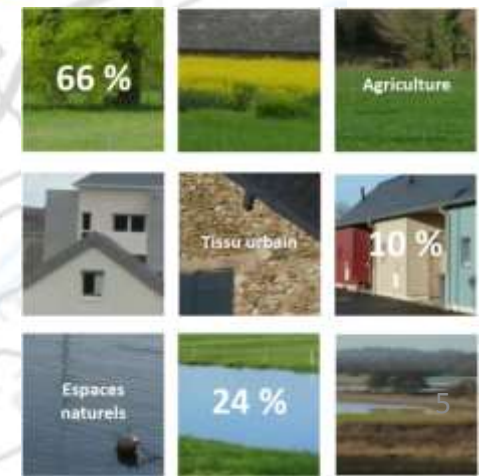 66 %
Agriculture
Tissu urbain
10 %
Espaces
naturels
24 %
5